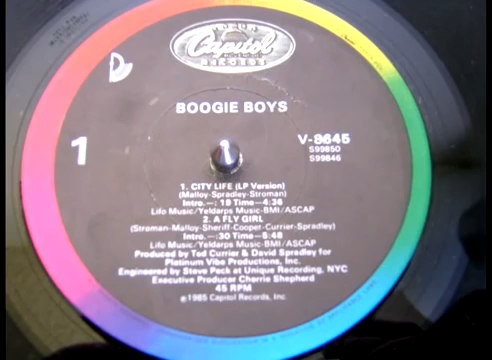 Capitol
RECORDS
BOOGIE BOYS
1
V-8645
S99850
S99846
1. CITY LIFE (LP Version)
(Malloy-Spradley-Stroman)
Intro.—: 19 Time—4:36
Life Music/Yeldarps Music-BMI/ASCAP
2. A FLY GIRL
(Stroman-Malloy-Sheriff-Cooper-Currier-Spradley)
Intro.—:30 Time—5:48
Life Music/Yeldarps Music-BMI/ASCAP
Produced by Ted Currier & David Spradley for
Platinum Vibe Productions, Inc.
Engineered by Steve Peck at Unique Recording, NYC
Executive Producer Cherrie Shepherd
45 RPM
℗1985 Capitol Records, Inc.